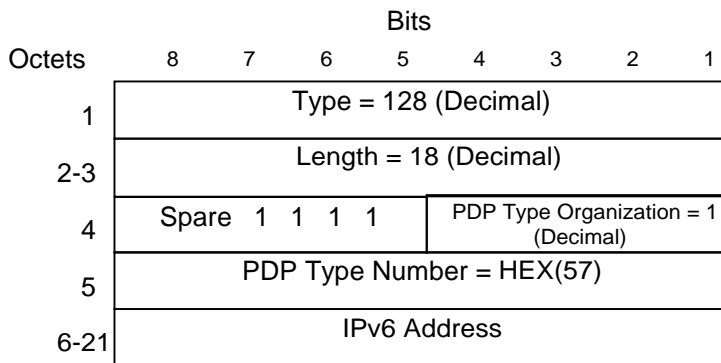 Bits
Octets 8 7 6 5 4 3 2 1
1 Type = 128 (Decimal)
2-3 Length = 18 (Decimal)
4 Spare 1 1 1 1 PDP Type Organization = 1
(Decimal)
5 PDP Type Number = HEX(57)
6-21 IPv6 Address